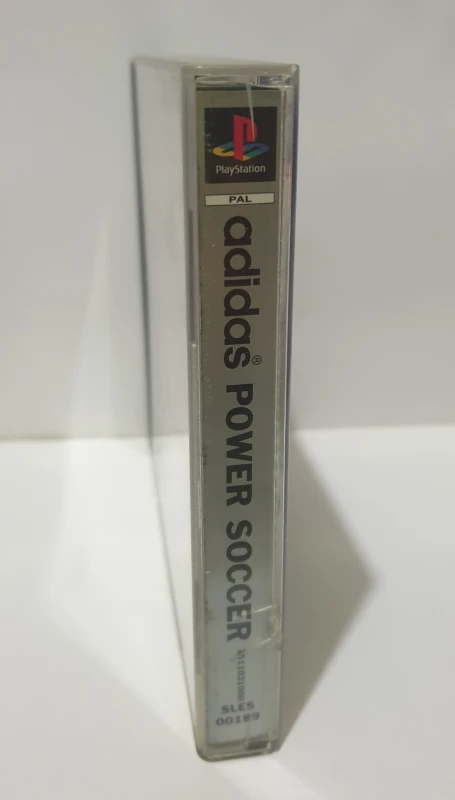 PlayStation
PAL
adidas® POWER SOCCER
SLES
00189